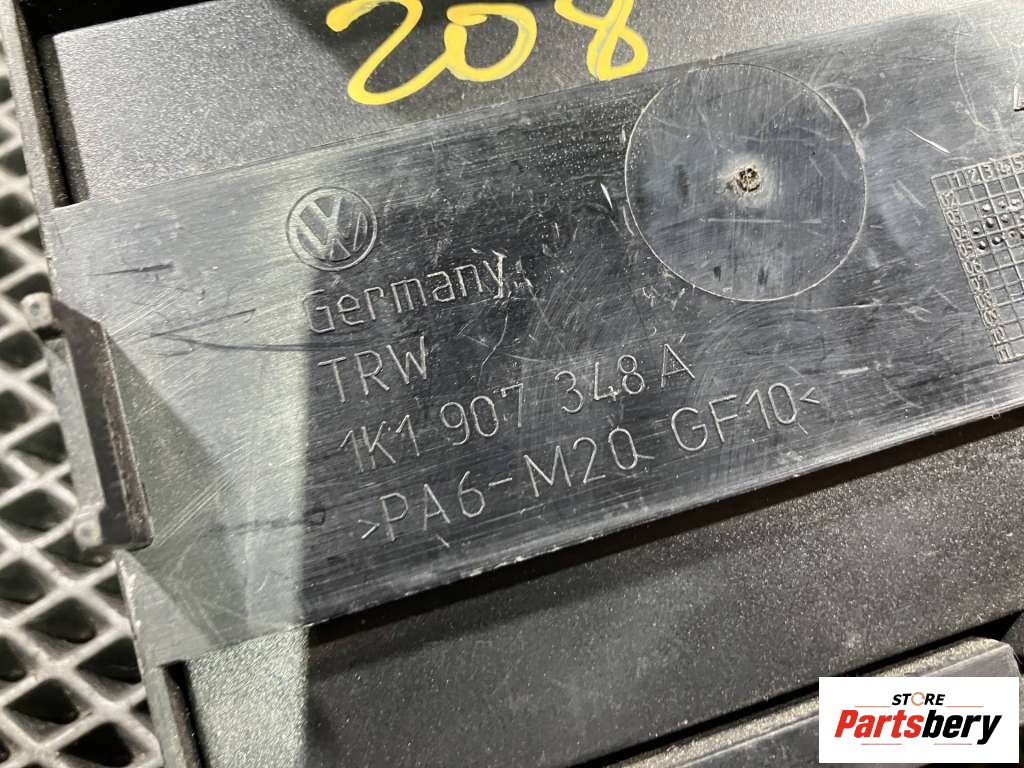 208
VW
Germany
TRW
1K1 907 348 A
>PA6-M20 GF10<
STORE
Partsbery